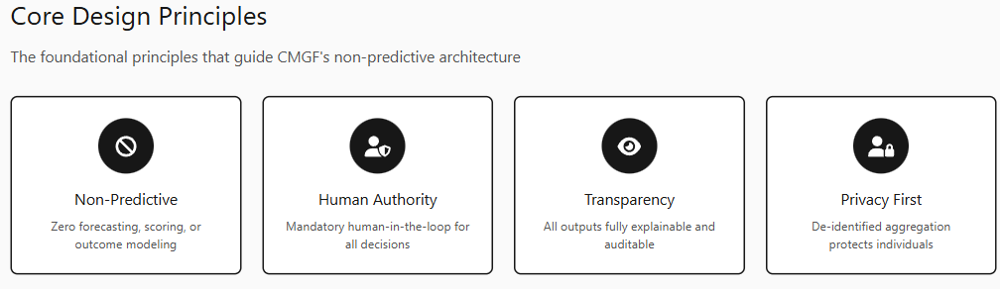 Core Design Principles
The foundational principles that guide CMGF's non-predictive architecture
Non-Predictive
Zero forecasting, scoring, or
outcome modeling
Human Authority
Mandatory human-in-the-loop for
all decisions
Transparency
All outputs fully explainable and
auditable
Privacy First
De-identified aggregation
protects individuals